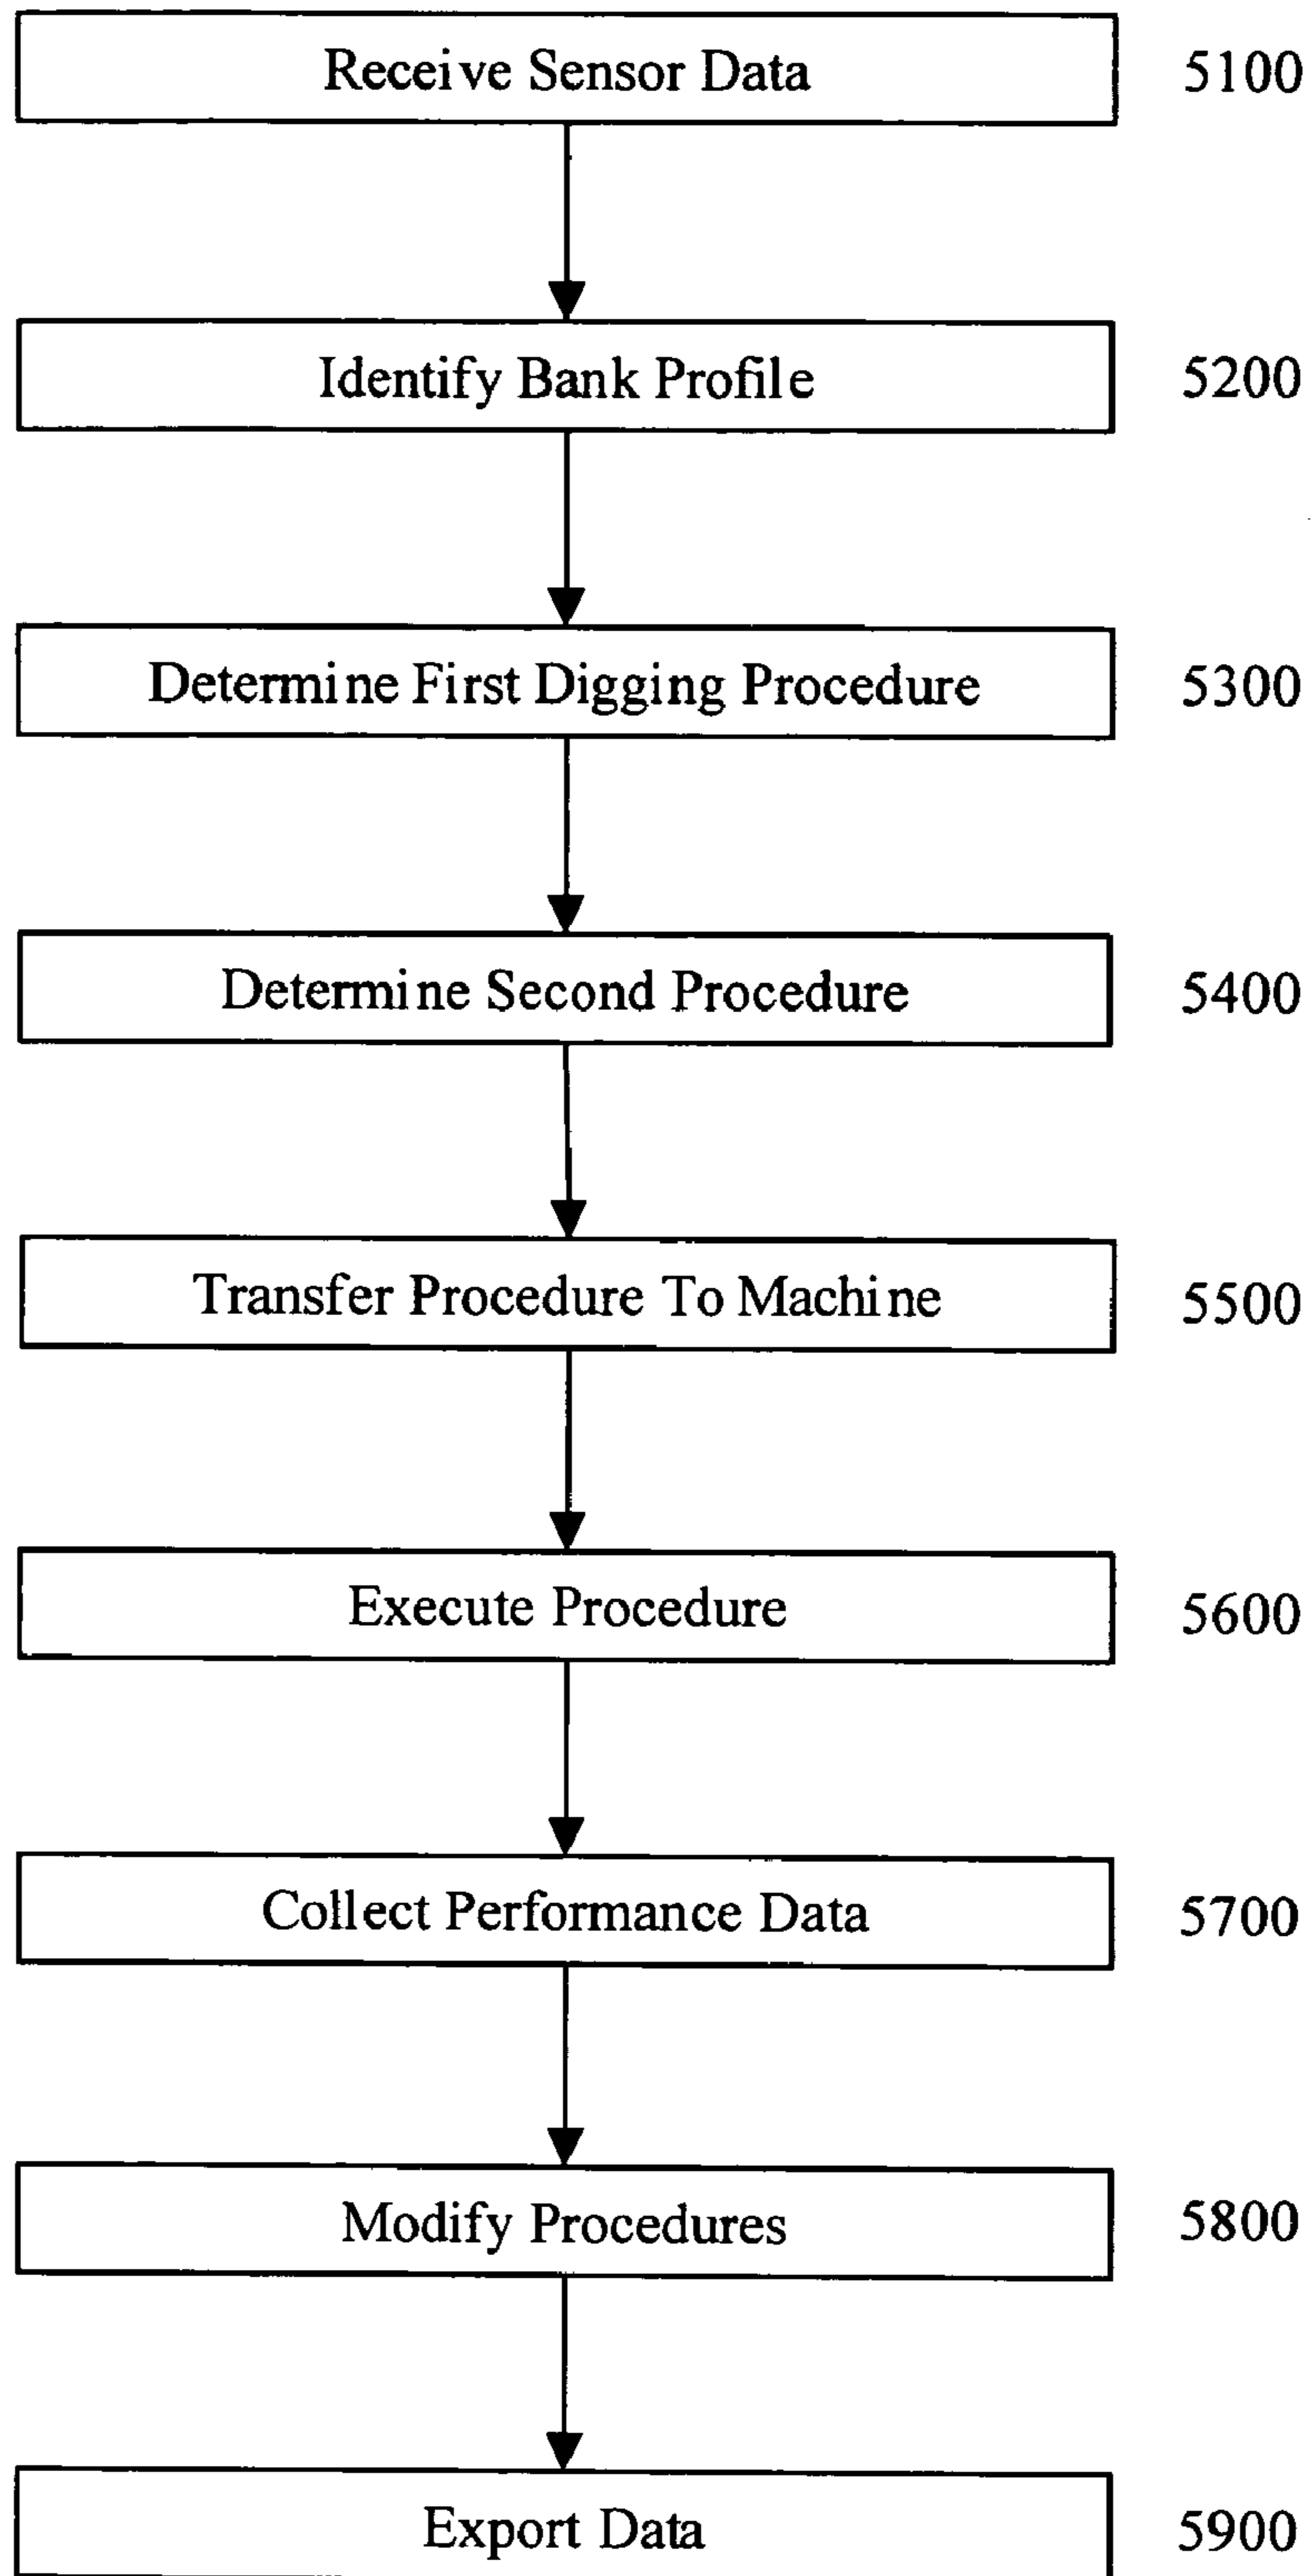 Receive Sensor Data 5100
Identify Bank Profile 5200
Determine First Digging Procedure 5300
Determine Second Procedure 5400
Transfer Procedure To Machine 5500
Execute Procedure 5600
Collect Performance Data 5700
Modify Procedures 5800
Export Data 5900